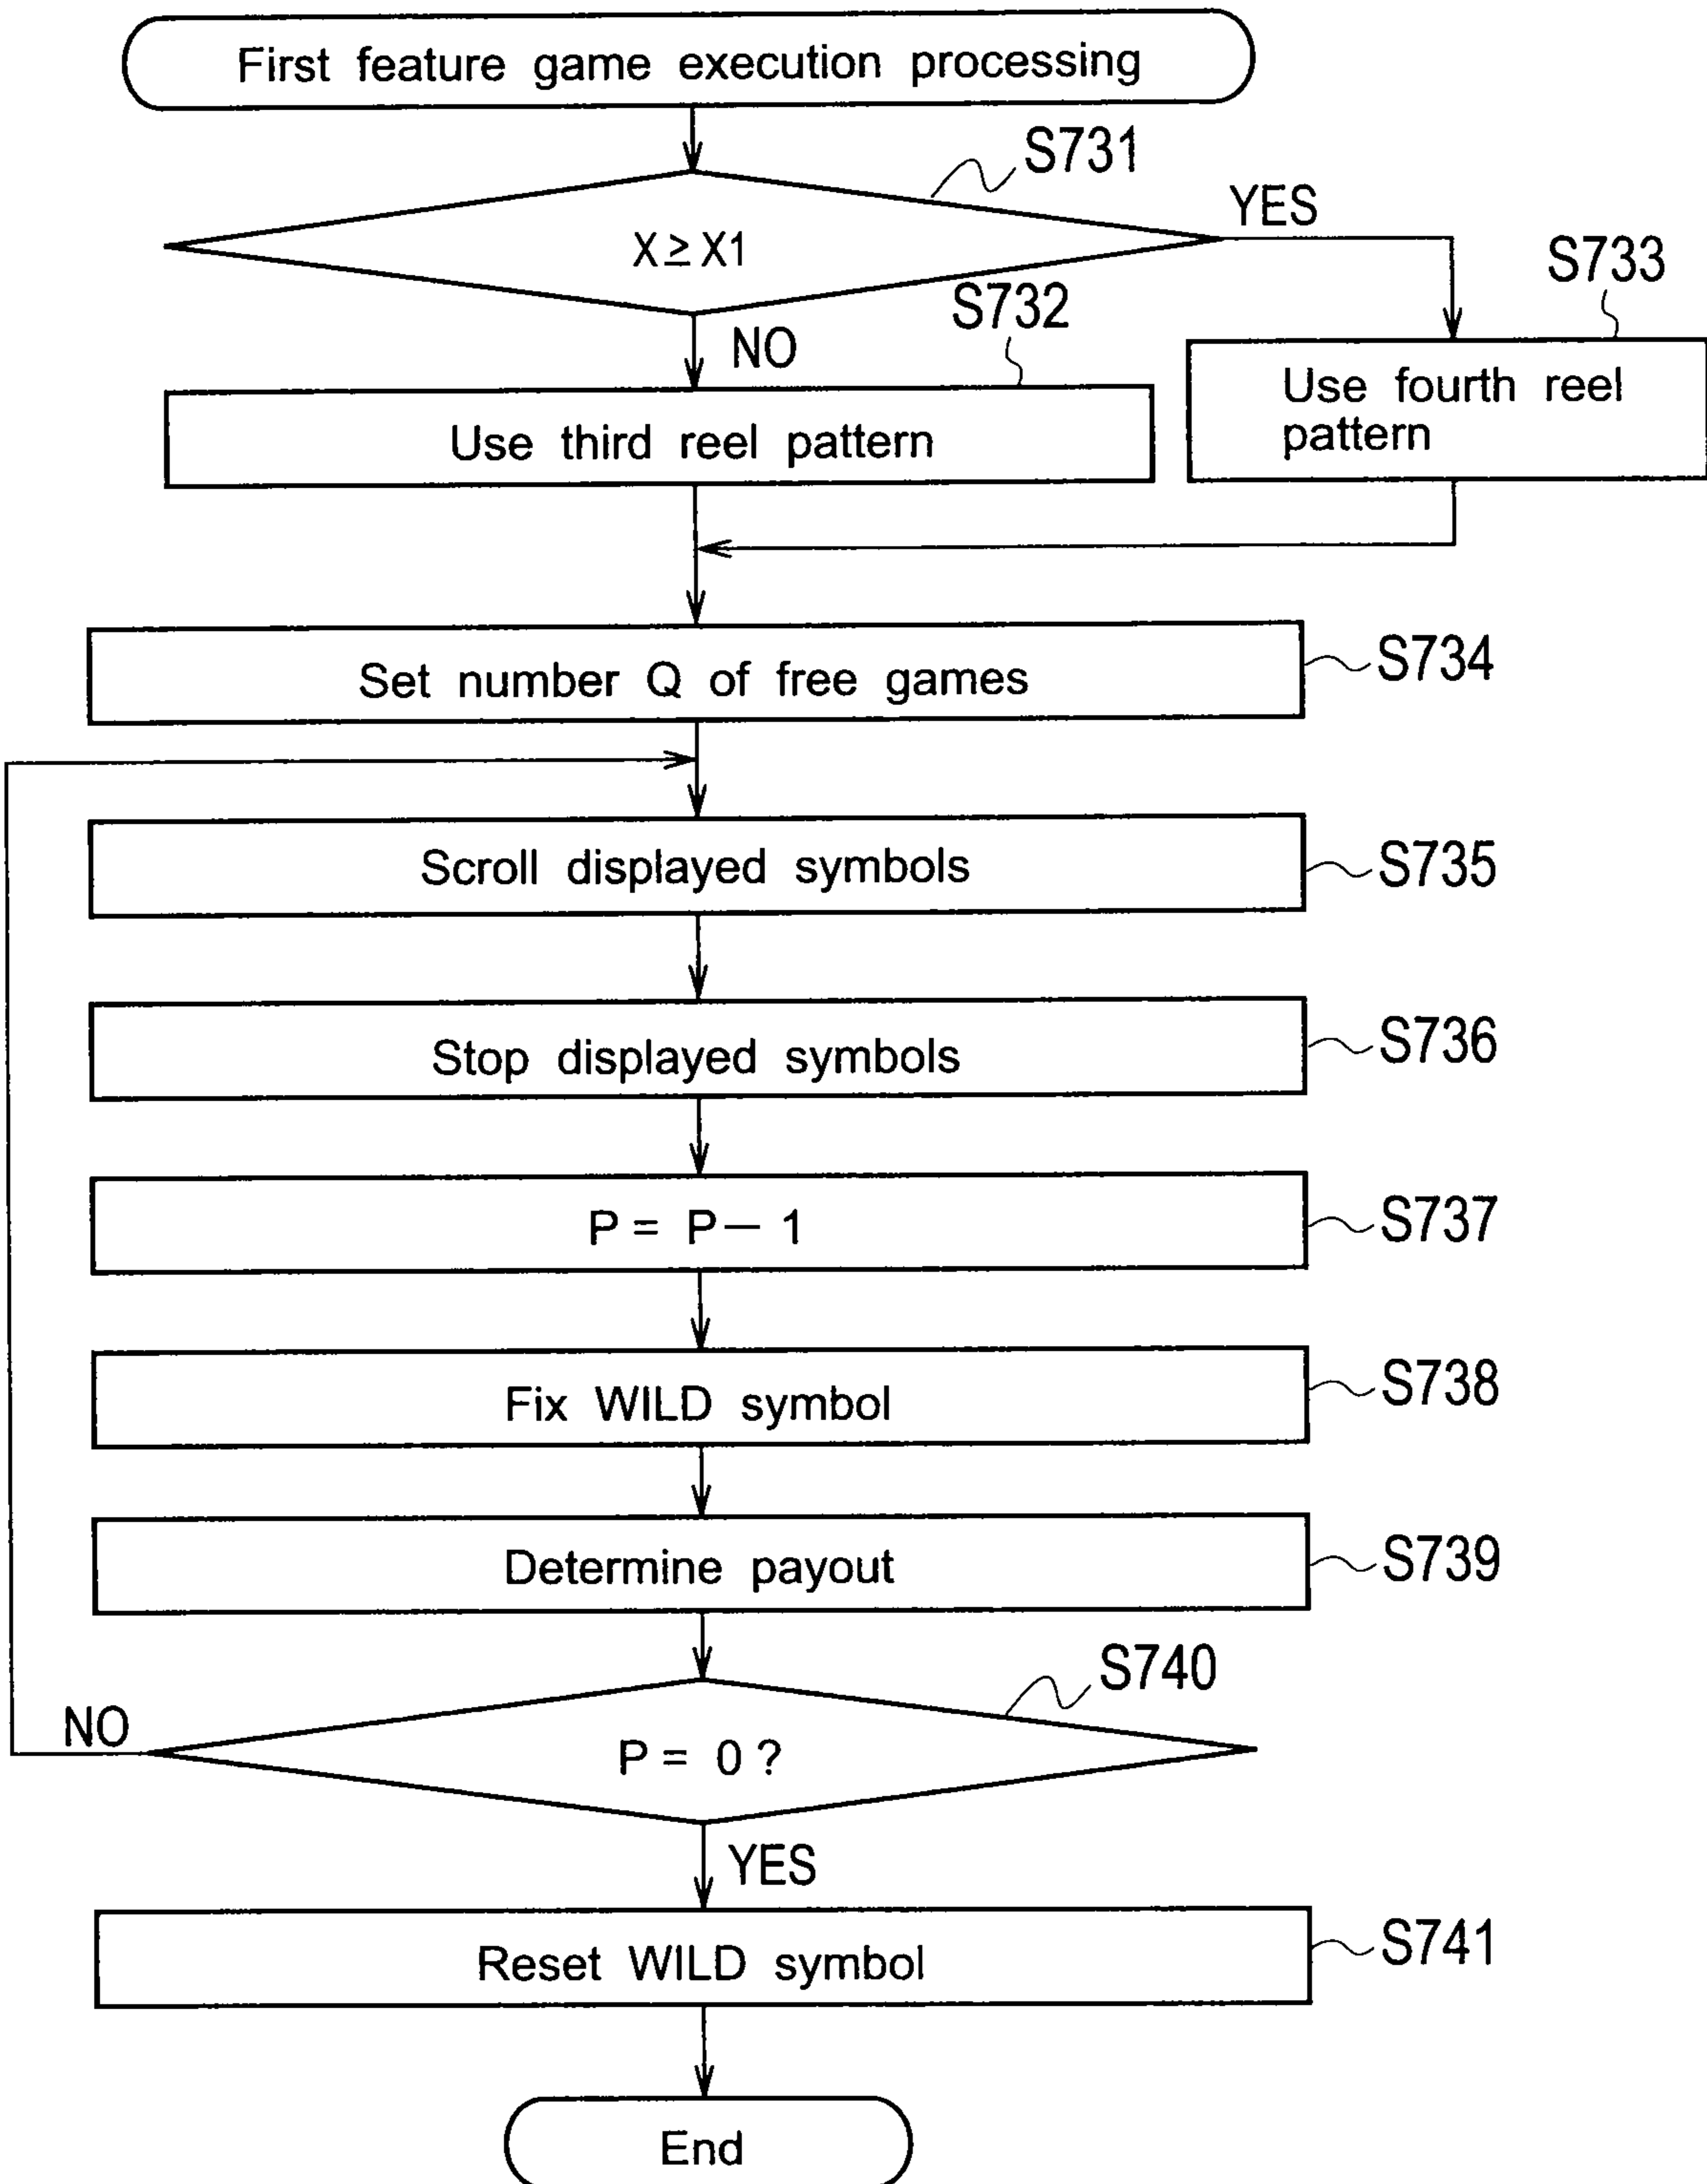 First feature game execution processing
S731
X ≥ X1
YES
S733
S732
NO
Use fourth reel
pattern
Use third reel pattern
Set number Q of free games
S734
Scroll displayed symbols
S735
Stop displayed symbols
S736
P = P − 1
S737
Fix WILD symbol
S738
Determine payout
S739
S740
NO
P = 0 ?
YES
Reset WILD symbol
S741
End